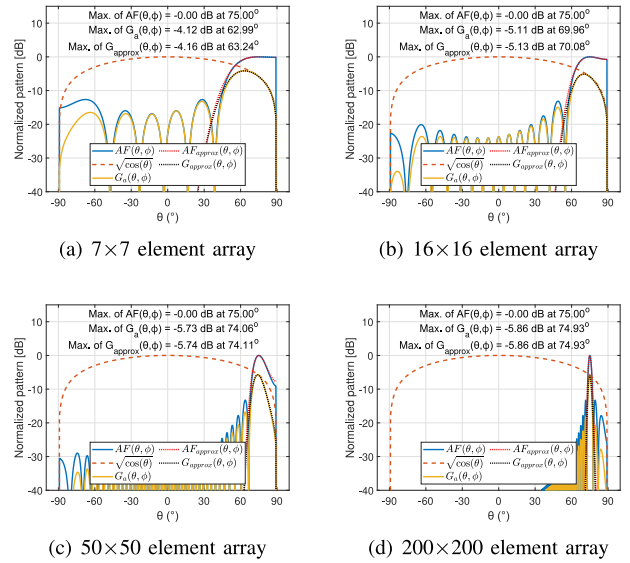 Max. of AF(θ,ϕ) = -0.00 dB at 75.00°
Max. of G_a(θ,ϕ) = -4.12 dB at 62.99°
Max. of G_approx(θ,ϕ) = -4.16 dB at 63.24°
Normalized pattern [dB]
10
0
-10
-20
-30
-40
AF(θ, ϕ)
AF_approx(θ, ϕ)
√cos(θ)
G_approx(θ, ϕ)
G_a(θ, ϕ)
-90 -60 -30 0 30 60 90
θ (°)
(a) 7×7 element array
Max. of AF(θ,ϕ) = -0.00 dB at 75.00°
Max. of G_a(θ,ϕ) = -5.11 dB at 69.96°
Max. of G_approx(θ,ϕ) = -5.13 dB at 70.08°
Normalized pattern [dB]
10
0
-10
-20
-30
-40
AF(θ, ϕ)
AF_approx(θ, ϕ)
√cos(θ)
G_approx(θ, ϕ)
G_a(θ, ϕ)
-90 -60 -30 0 30 60 90
θ (°)
(b) 16×16 element array
Max. of AF(θ,ϕ) = -0.00 dB at 75.00°
Max. of G_a(θ,ϕ) = -5.73 dB at 74.06°
Max. of G_approx(θ,ϕ) = -5.74 dB at 74.11°
Normalized pattern [dB]
10
0
-10
-20
-30
-40
AF(θ, ϕ)
AF_approx(θ, ϕ)
√cos(θ)
G_approx(θ, ϕ)
G_a(θ, ϕ)
-90 -60 -30 0 30 60 90
θ (°)
(c) 50×50 element array
Max. of AF(θ,ϕ) = -0.00 dB at 75.00°
Max. of G_a(θ,ϕ) = -5.86 dB at 74.93°
Max. of G_approx(θ,ϕ) = -5.86 dB at 74.93°
Normalized pattern [dB]
10
0
-10
-20
-30
-40
AF(θ, ϕ)
AF_approx(θ, ϕ)
√cos(θ)
G_approx(θ, ϕ)
G_a(θ, ϕ)
-90 -60 -30 0 30 60 90
θ (°)
(d) 200×200 element array